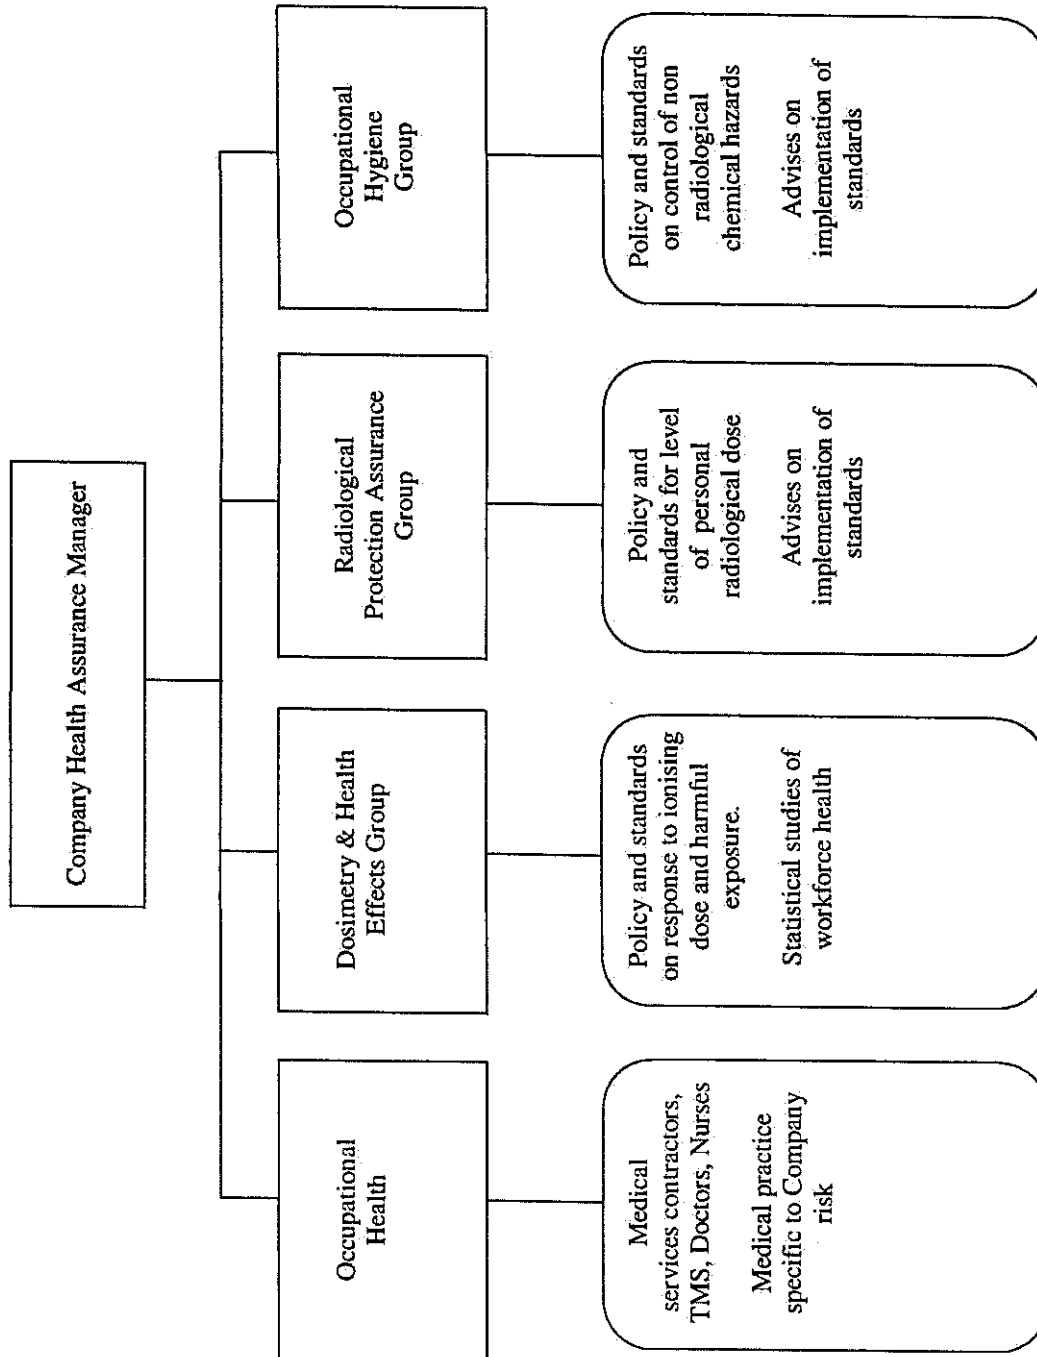 Company Health Assurance Manager
Occupational
Health
Dosimetry & Health
Effects Group
Radiological
Protection Assurance
Group
Occupational
Hygiene
Group
Medical
services contractors,
TMS, Doctors, Nurses
Medical practice
specific to Company
risk
Policy and standards
on response to ionising
dose and harmful
exposure.
Statistical studies of
workforce health
Policy and
standards for level
of personal
radiological dose
Advises on
implementation of
standards
Policy and standards
on control of non
radiological
chemical hazards
Advises on
implementation of
standards